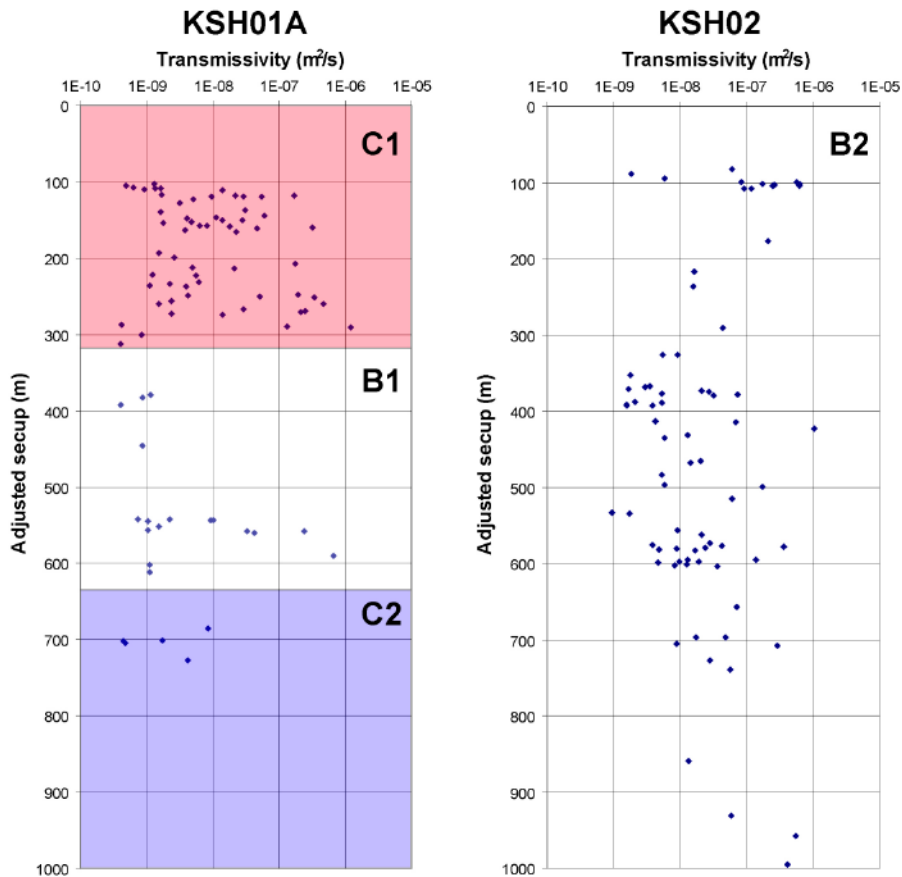 KSH01A
Transmissivity (m²/s)
1E-10 1E-09 1E-08 1E-07 1E-06 1E-05
0
100
200
300
400
500
600
700
800
900
1000
Adjusted secup (m)
C1
B1
C2
KSH02
Transmissivity (m²/s)
1E-10 1E-09 1E-08 1E-07 1E-06 1E-05
0
100
200
300
400
500
600
700
800
900
1000
Adjusted secup (m)
B2